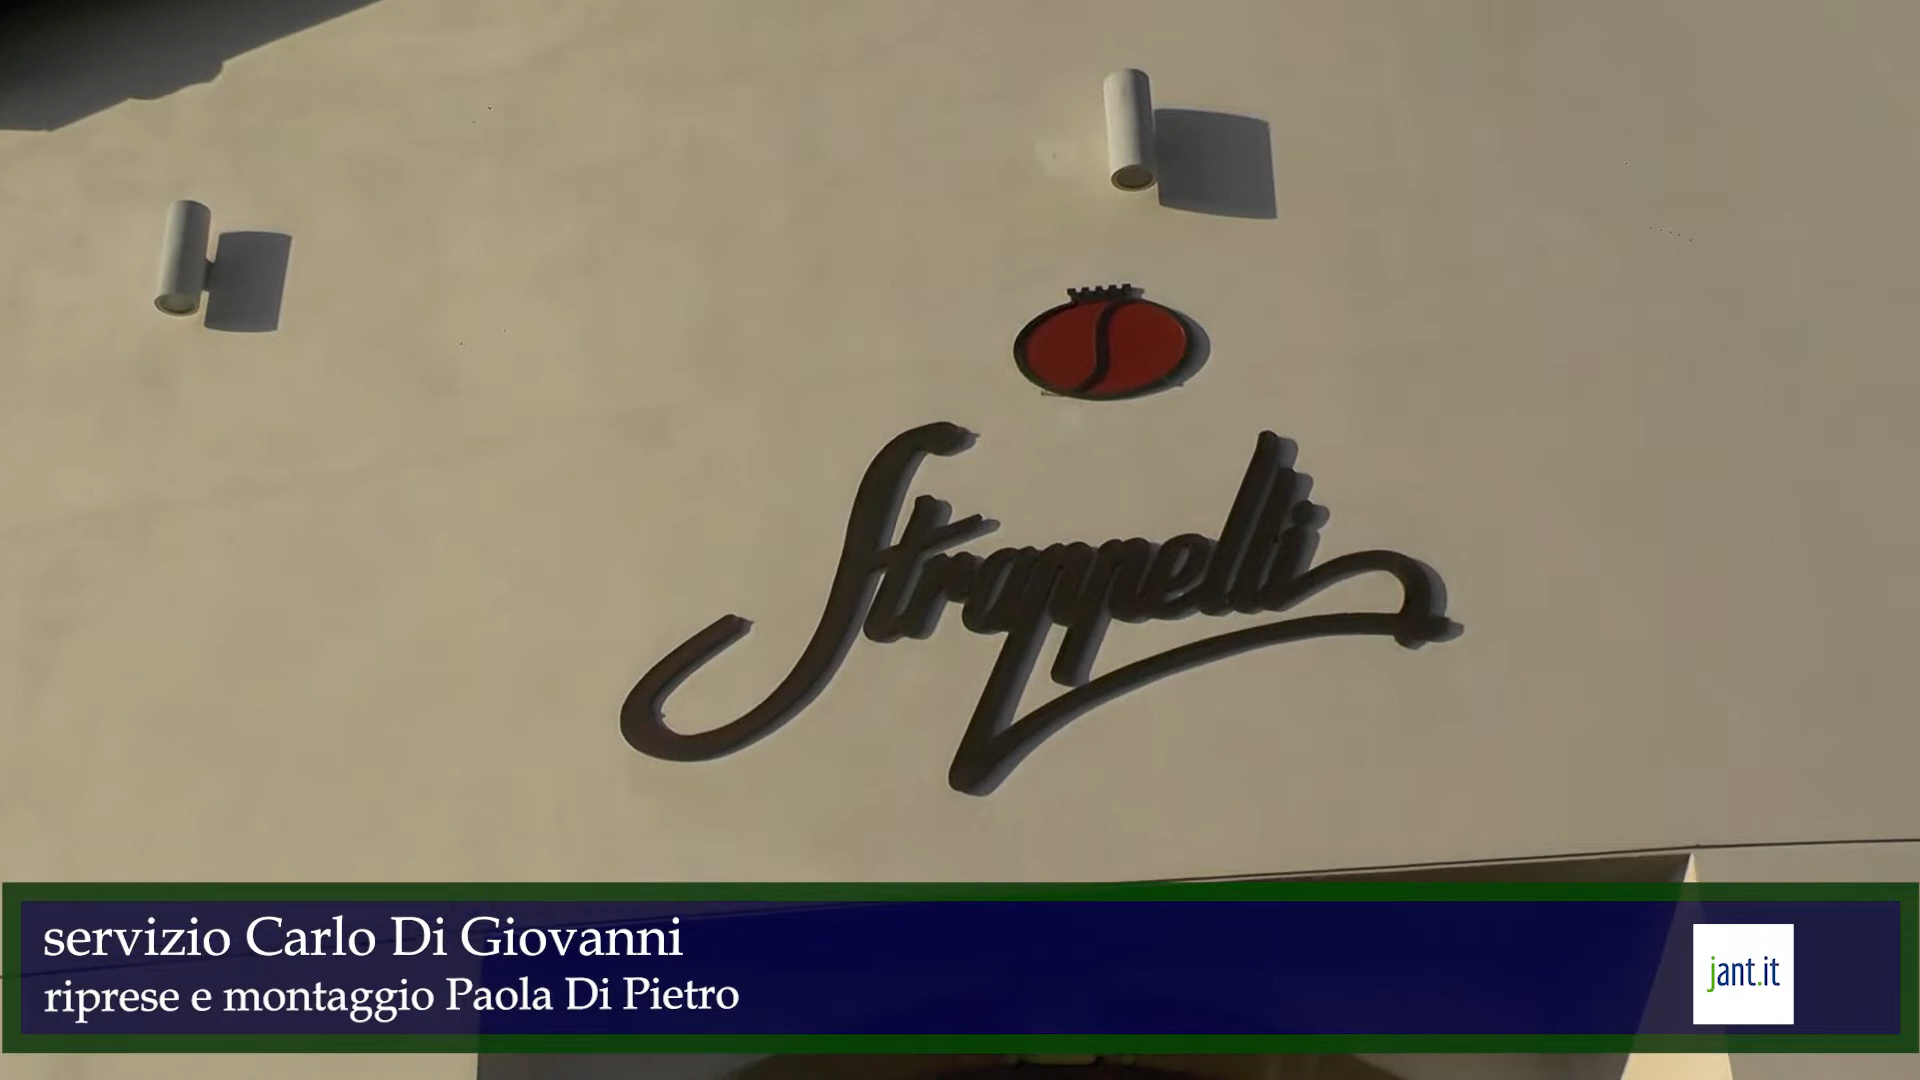 Strappelli
servizio Carlo Di Giovanni
riprese e montaggio Paola Di Pietro
jant.it